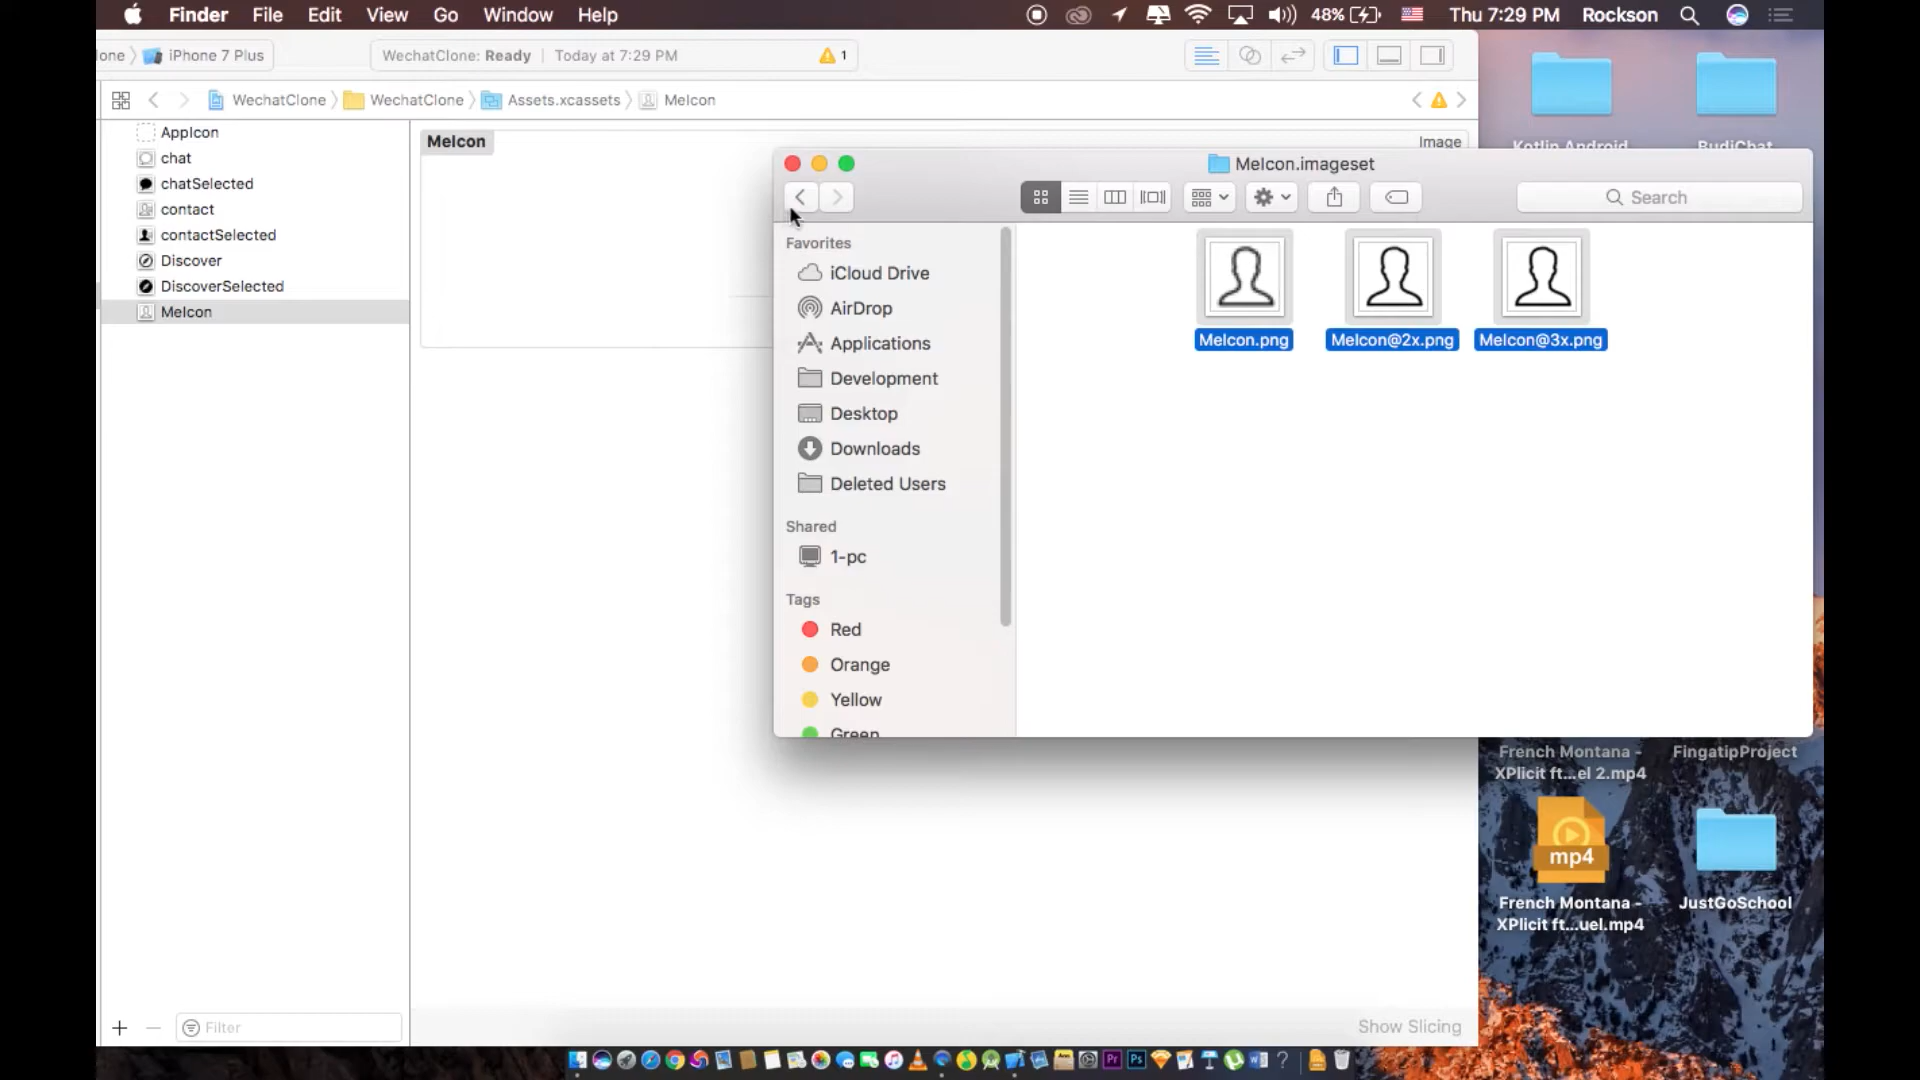 Finder File Edit View Go Window Help 48% Thu 7:29 PM Rockson
lone iPhone 7 Plus WechatClone: Ready Today at 7:29 PM 1
WechatClone WechatClone Assets.xcassets MeIcon
AppIcon
chat
chatSelected
contact
contactSelected
Discover
DiscoverSelected
MeIcon
MeIcon Image
MeIcon.imageset
Search
Favorites
iCloud Drive
AirDrop
Applications
Development
Desktop
Downloads
Deleted Users
Shared
1-pc
Tags
Red
Orange
Yellow
Green
MeIcon.png MeIcon@2x.png MeIcon@3x.png
Kotlin Android BudiChat
French Montana - XPlicit ft...el 2.mp4
FingatipProject
mp4
French Montana - XPlicit ft...uel.mp4
JustGoSchool
Filter
Show Slicing
Pr Ps